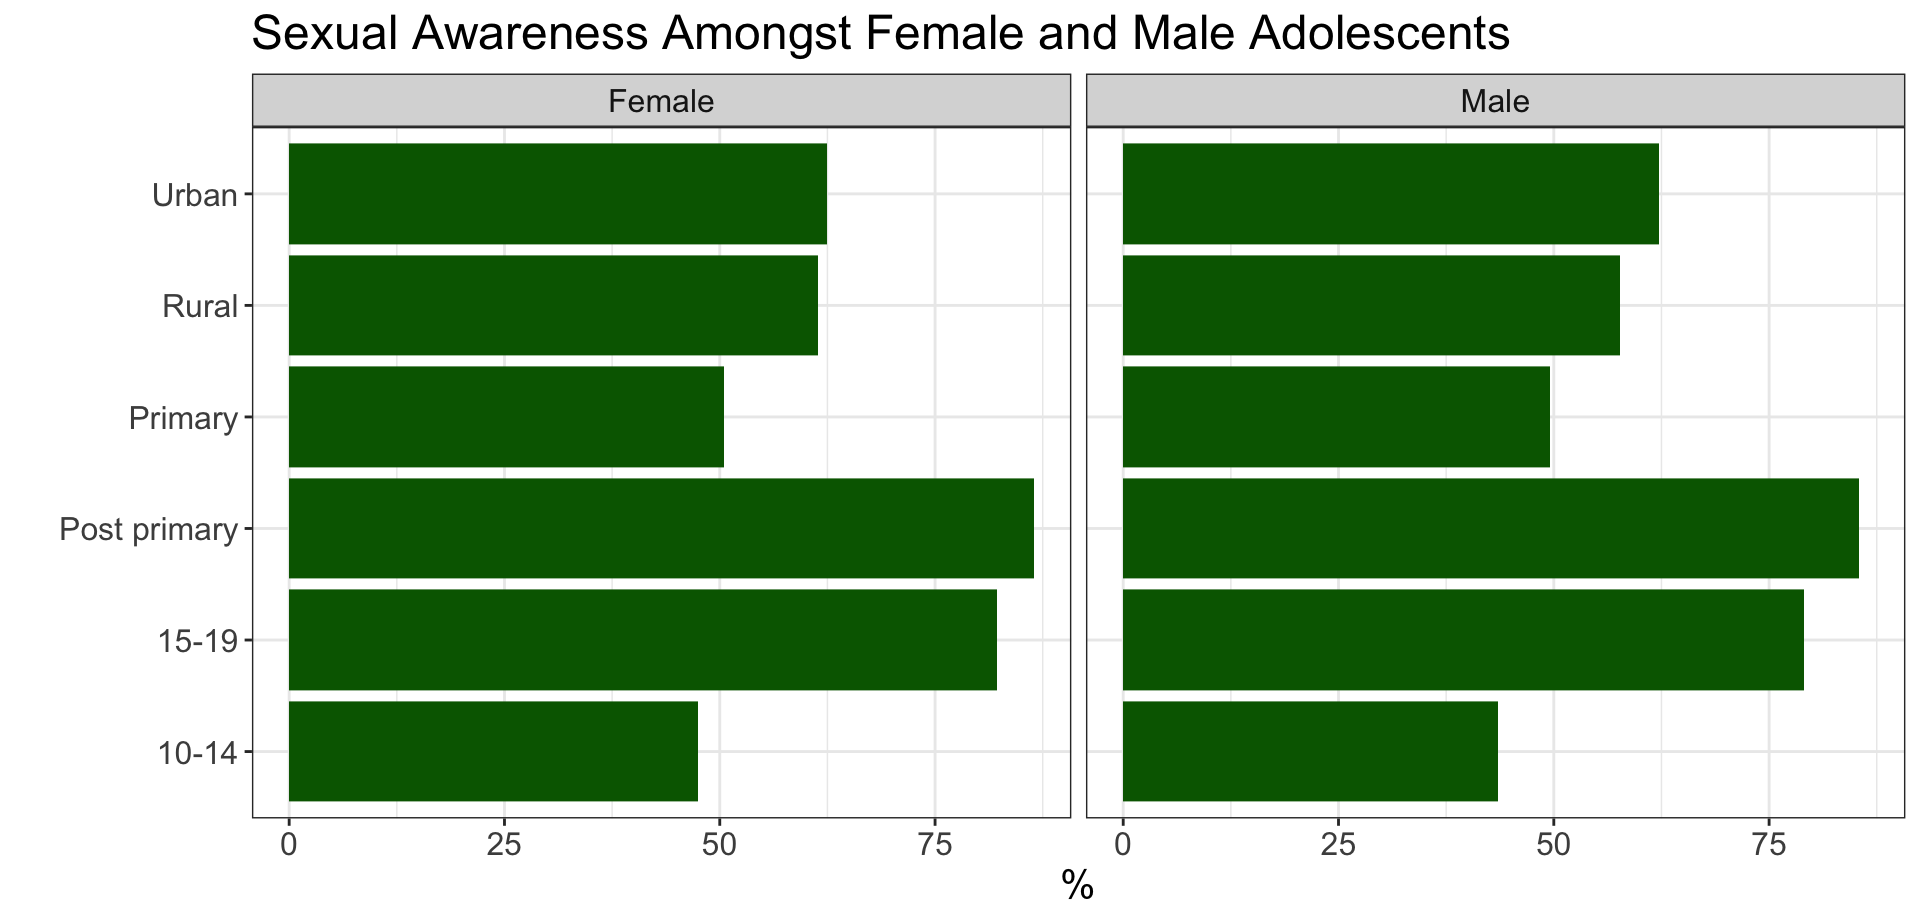 Sexual Awareness Amongst Female and Male Adolescents
Female Male
Urban
Rural
Primary
Post primary
15-19
10-14
0 25 50 75 0 25 50 75
%